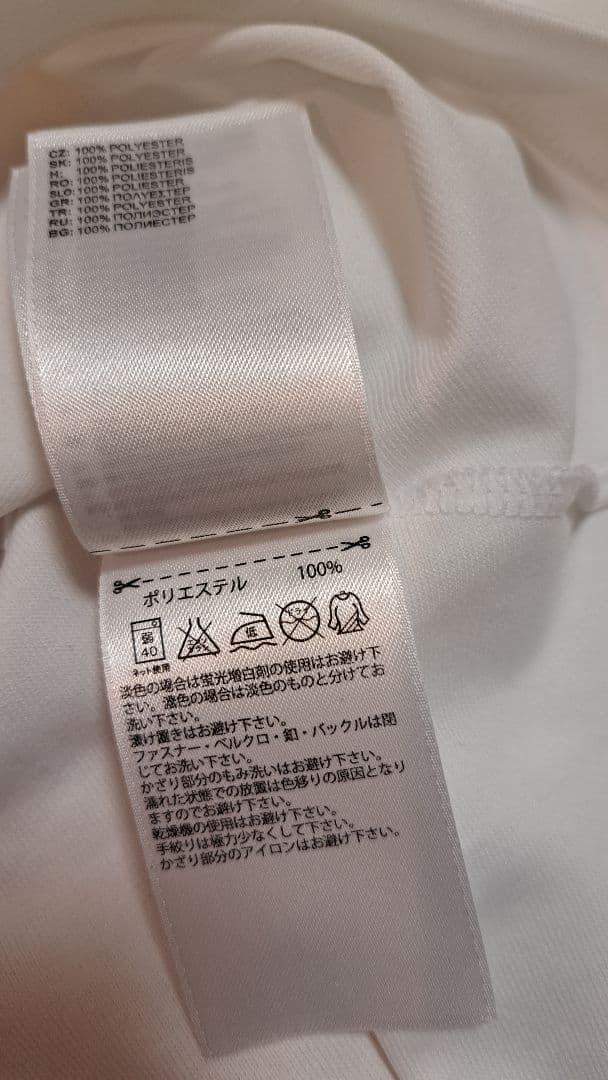 CZ: 100% POLYESTER
SK: 100% POLYESTER
H: 100% POLIESTERIS
RO: 100% POLIESTERIS
SLO: 100% POLIESTER
GR: 100% ΠΟΛΥΕΣΤΕΡ
TR: 100% POLYESTER
RU: 100% ПОЛИЭСТЕР
BG: 100% ПОЛИЕСТЕР
ポリエステル 100%
弱 40 低
ネット使用
淡色の場合は蛍光増白剤の使用はお避け下
さい。濃色の場合は淡色のものと分けてお
洗い下さい。
漬け置きはお避け下さい。
ファスナー・ベルクロ・釦・バックルは閉
じてお洗い下さい。
かざり部分のもみ洗いはお避け下さい。
濡れた状態での放置は色移りの原因となり
ますのでお避け下さい。
乾燥機の使用はお避け下さい。
手絞りは極力少なくして下さい。
かざり部分のアイロンはお避け下さい。